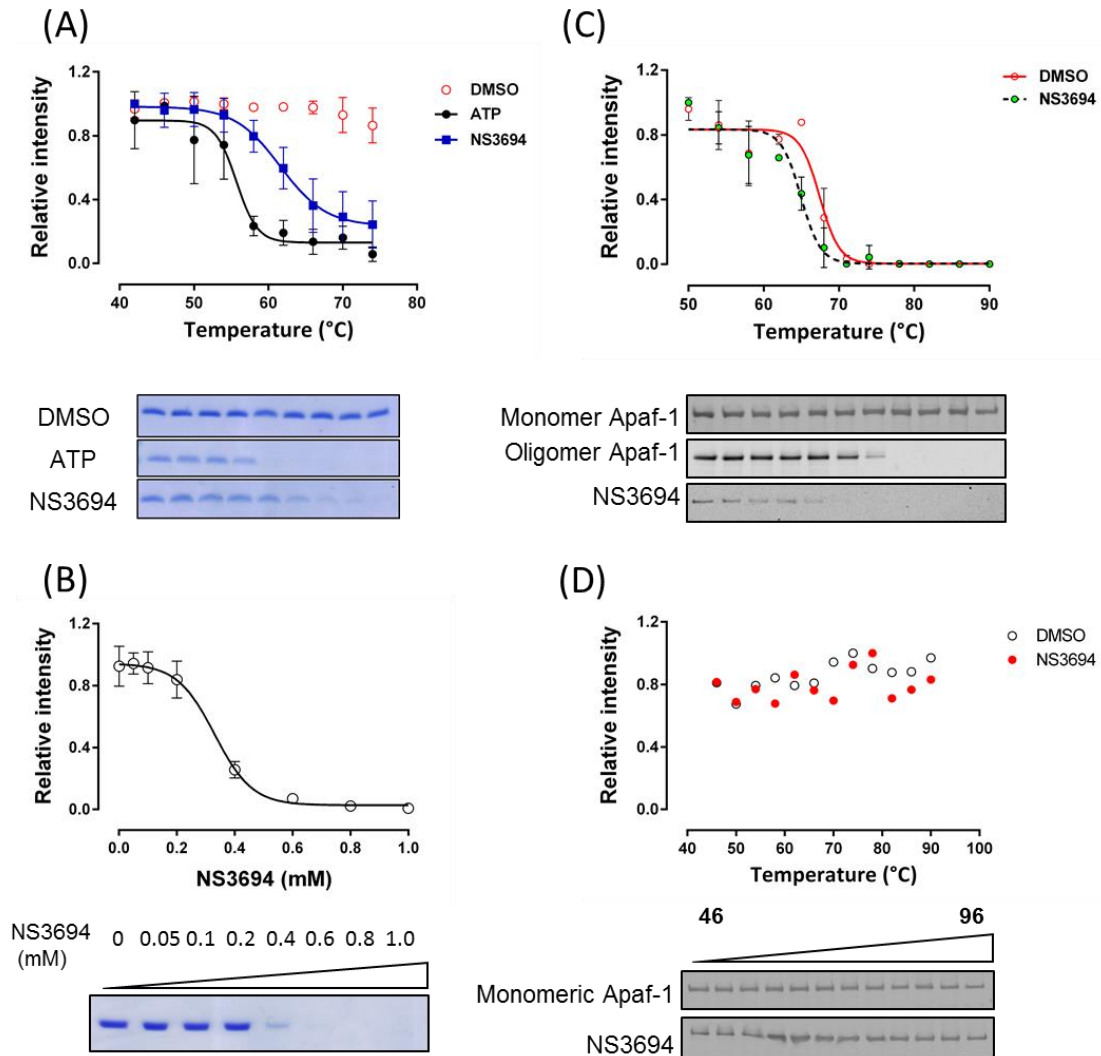 (A)
Relative intensity
1.2
0.8
0.4
0.0
40 50 60 70 80
Temperature (°C)
DMSO
ATP
NS3694
DMSO
ATP
NS3694
(C)
Relative intensity
1.2
0.8
0.4
0.0
50 60 70 80 90
Temperature (°C)
DMSO
NS3694
Monomer Apaf-1
Oligomer Apaf-1
NS3694
(B)
Relative intensity
1.2
0.8
0.4
0.0
0.0 0.2 0.4 0.6 0.8 1.0
NS3694 (mM)
NS3694 0 0.05 0.1 0.2 0.4 0.6 0.8 1.0
(mM)
(D)
Relative intensity
1.2
0.8
0.4
0.0
40 50 60 70 80 90 100
Temperature (°C)
DMSO
NS3694
46 96
Monomeric Apaf-1
NS3694